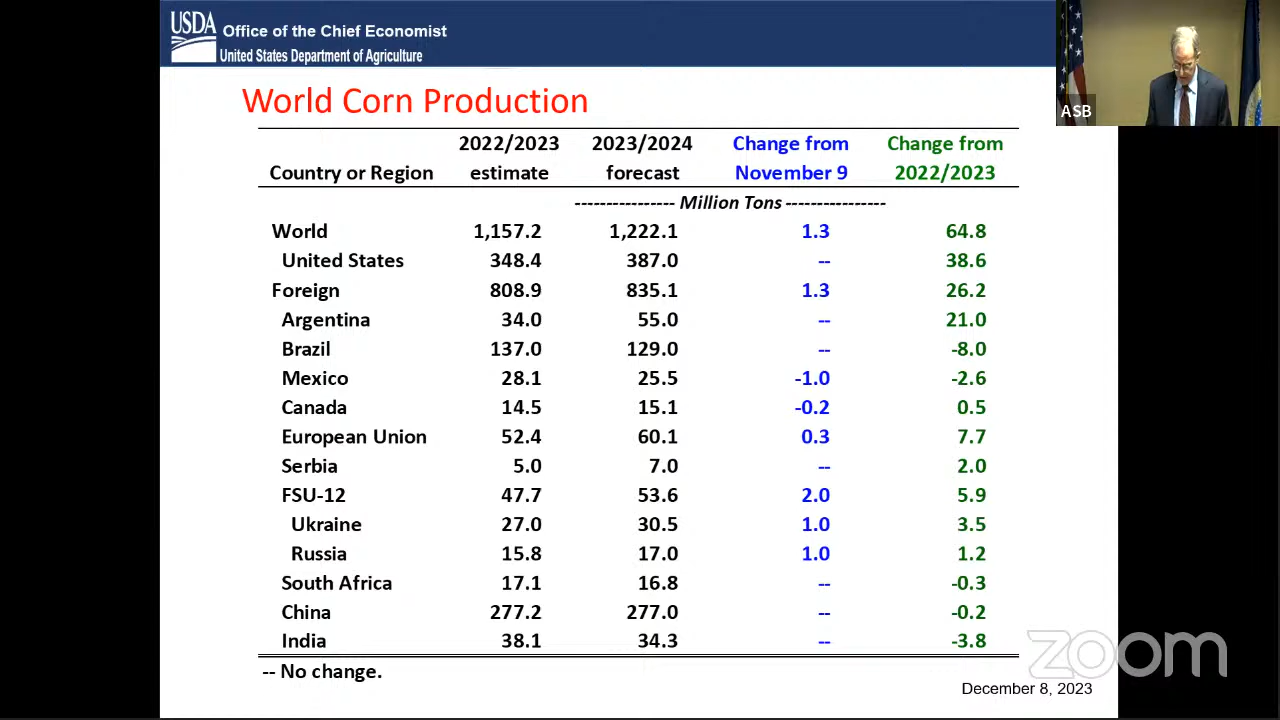 USDA Office of the Chief Economist
United States Department of Agriculture
ASB
World Corn Production
2022/2023 2023/2024 Change from Change from
Country or Region estimate forecast November 9 2022/2023
---------------- Million Tons ----------------
World 1,157.2 1,222.1 1.3 64.8
United States 348.4 387.0 -- 38.6
Foreign 808.9 835.1 1.3 26.2
Argentina 34.0 55.0 -- 21.0
Brazil 137.0 129.0 -- -8.0
Mexico 28.1 25.5 -1.0 -2.6
Canada 14.5 15.1 -0.2 0.5
European Union 52.4 60.1 0.3 7.7
Serbia 5.0 7.0 -- 2.0
FSU-12 47.7 53.6 2.0 5.9
Ukraine 27.0 30.5 1.0 3.5
Russia 15.8 17.0 1.0 1.2
South Africa 17.1 16.8 -- -0.3
China 277.2 277.0 -- -0.2
India 38.1 34.3 -- -3.8
-- No change.
zoom
December 8, 2023